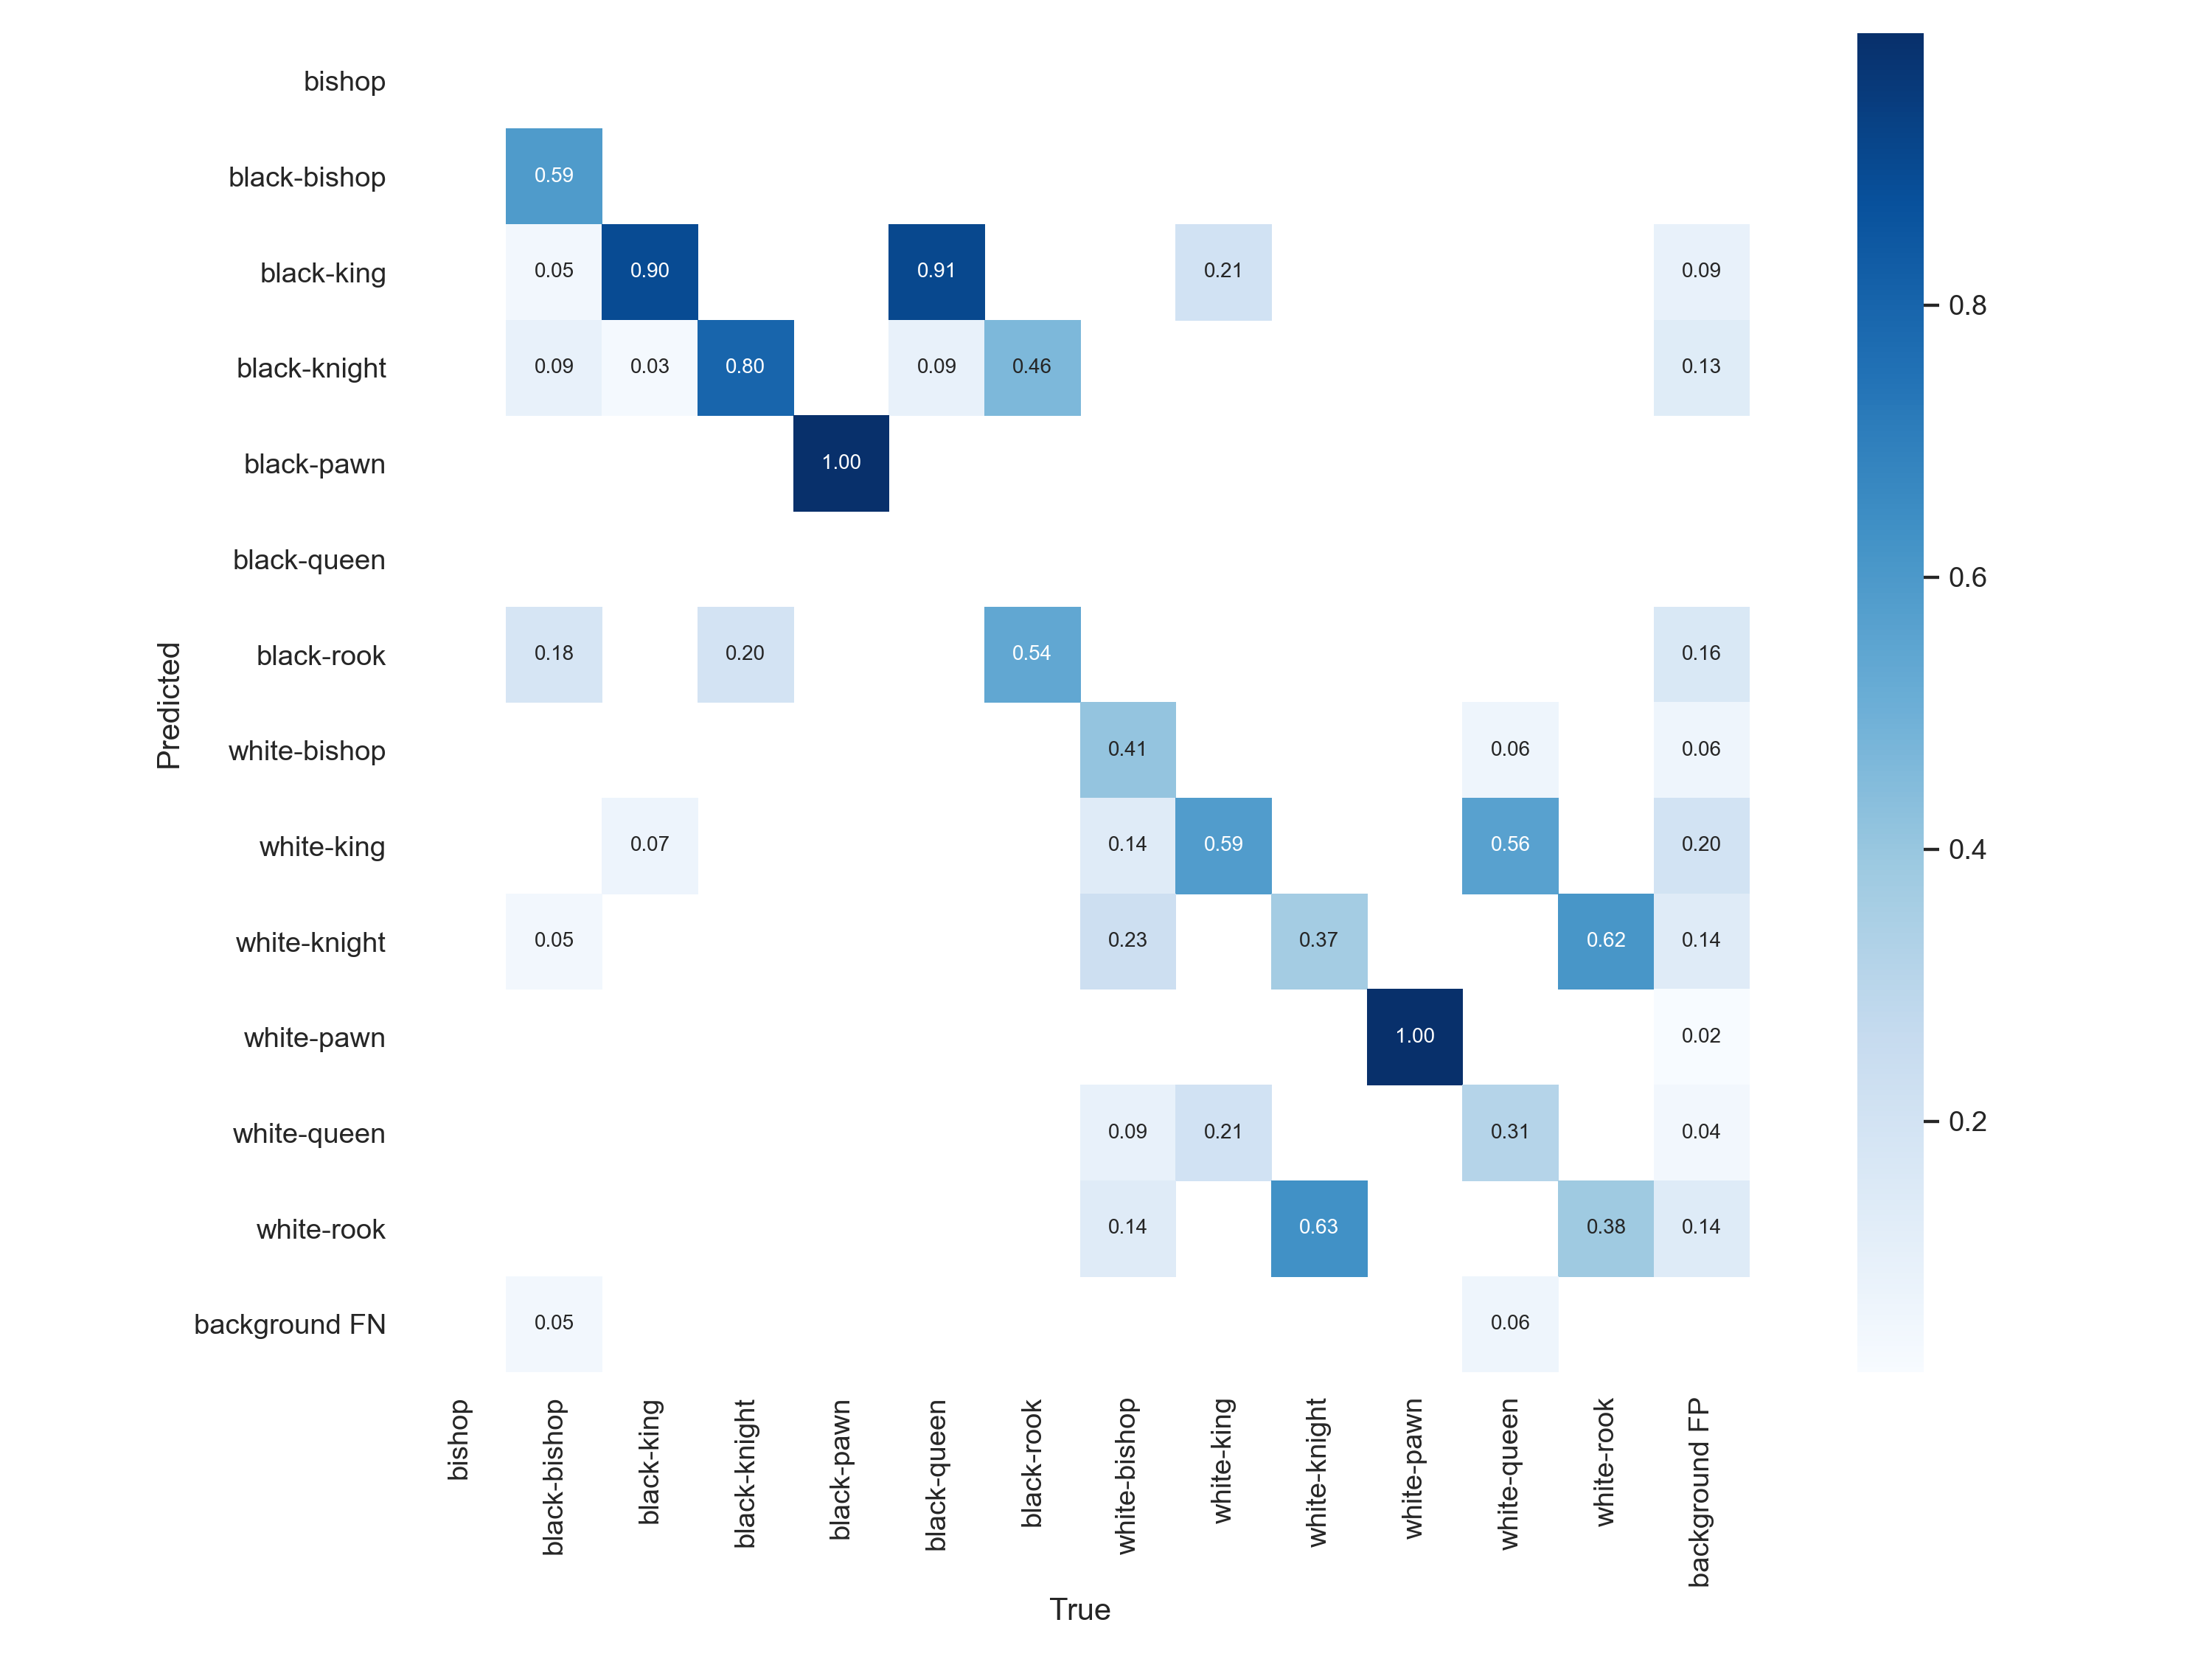 bishop
black-bishop 0.59
black-king 0.05 0.90 0.91 0.21 0.09
black-knight 0.09 0.03 0.80 0.09 0.46 0.13
black-pawn 1.00
black-queen
black-rook 0.18 0.20 0.54 0.16
white-bishop 0.41 0.06 0.06
white-king 0.07 0.14 0.59 0.56 0.20
white-knight 0.05 0.23 0.37 0.62 0.14
white-pawn 1.00 0.02
white-queen 0.09 0.21 0.31 0.04
white-rook 0.14 0.63 0.38 0.14
background FN 0.05 0.06
Predicted
bishop
black-bishop
black-king
black-knight
black-pawn
black-queen
black-rook
white-bishop
white-king
white-knight
white-pawn
white-queen
white-rook
background FP
True
0.8
0.6
0.4
0.2